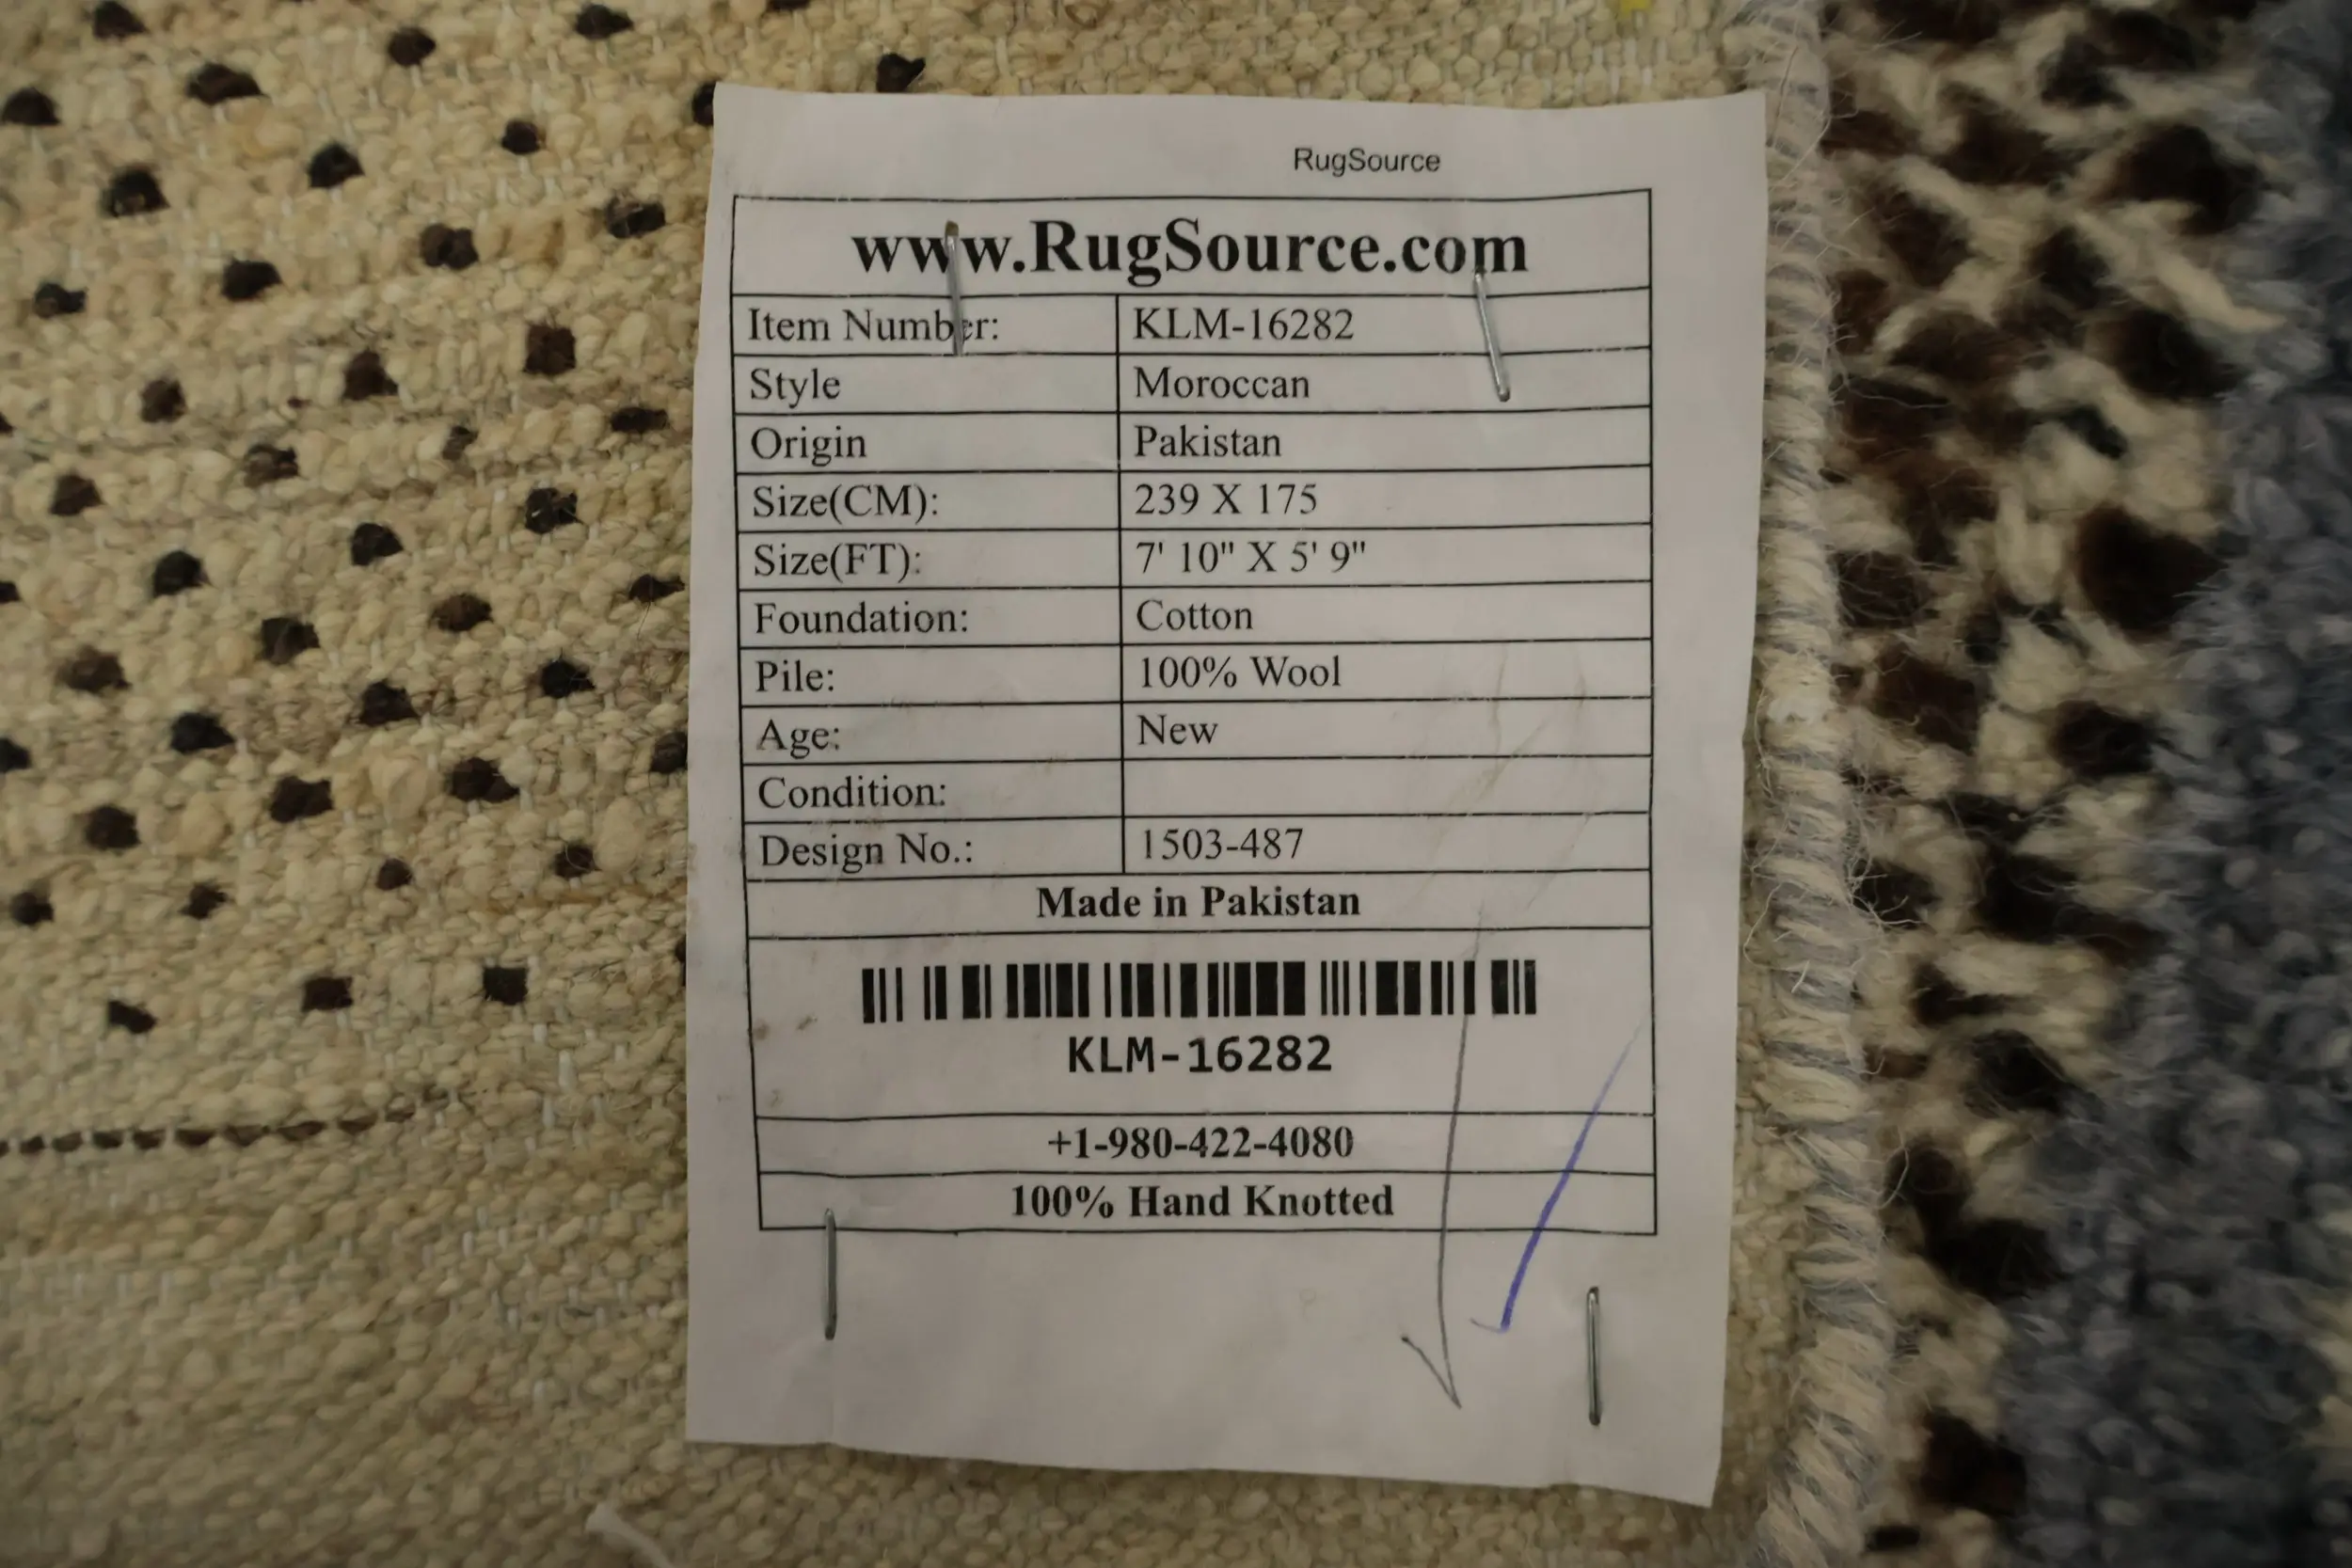 RugSource
www.RugSource.com
Item Number: KLM-16282
Style Moroccan
Origin Pakistan
Size(CM): 239 X 175
Size(FT): 7' 10" X 5' 9"
Foundation: Cotton
Pile: 100% Wool
Age: New
Condition:
Design No.: 1503-487
Made in Pakistan
KLM-16282
+1-980-422-4080
100% Hand Knotted